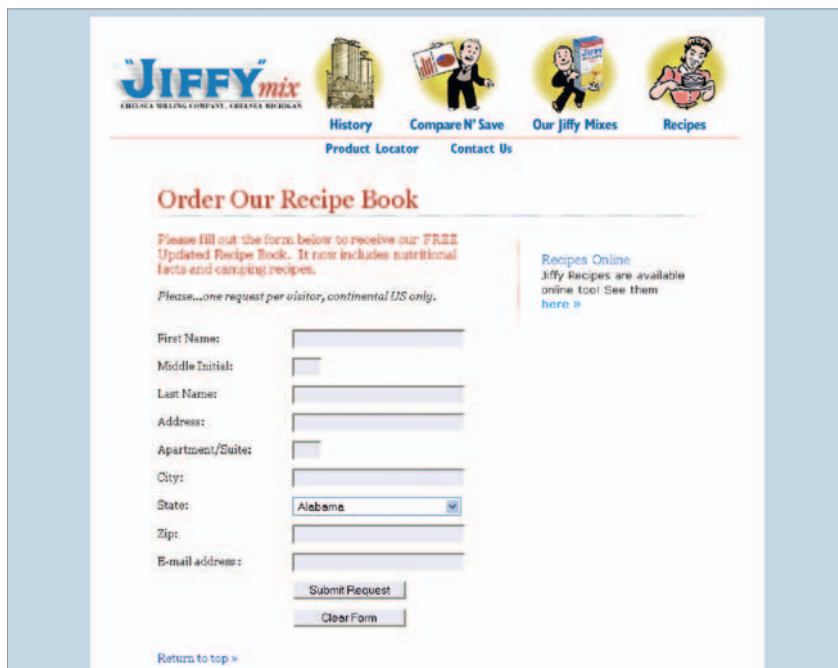 "JIFFY" mix
CHELSEA MILLING COMPANY, CHELSEA MICHIGAN
History
Compare N' Save
Our Jiffy Mixes
Recipes
Product Locator
Contact Us
Order Our Recipe Book
Please fill out the form below to receive our FREE
Updated Recipe Book. It now includes nutritional
facts and camping recipes.
Please...one request per visitor, continental US only.
Recipes Online
Jiffy Recipes are available
online too! See them
here »
First Name:
Middle Initial:
Last Name:
Address:
Apartment/Suite:
City:
State: Alabama
Zip:
E-mail address:
Submit Request
Clear Form
Return to top »